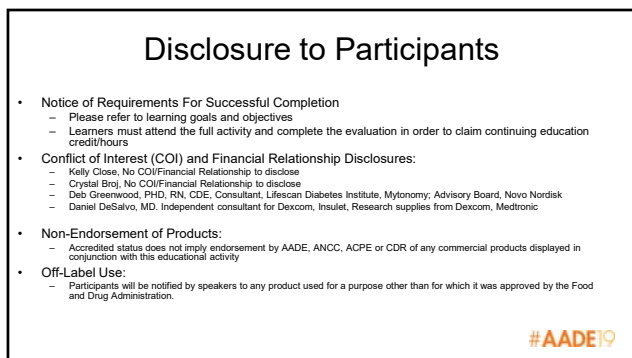 Disclosure to Participants
• Notice of Requirements For Successful Completion
– Please refer to learning goals and objectives
– Learners must attend the full activity and complete the evaluation in order to claim continuing education
credit/hours
• Conflict of Interest (COI) and Financial Relationship Disclosures:
– Kelly Close, No COI/Financial Relationship to disclose
– Crystal Broj, No COI/Financial Relationship to disclose
– Deb Greenwood, PHD, RN, CDE, Consultant, Lifescan Diabetes Institute, Mytonomy; Advisory Board, Novo Nordisk
– Daniel DeSalvo, MD. Independent consultant for Dexcom, Insulet, Research supplies from Dexcom, Medtronic
• Non-Endorsement of Products:
– Accredited status does not imply endorsement by AADE, ANCC, ACPE or CDR of any commercial products displayed in
conjunction with this educational activity
• Off-Label Use:
– Participants will be notified by speakers to any product used for a purpose other than for which it was approved by the Food
and Drug Administration.
#AADE19